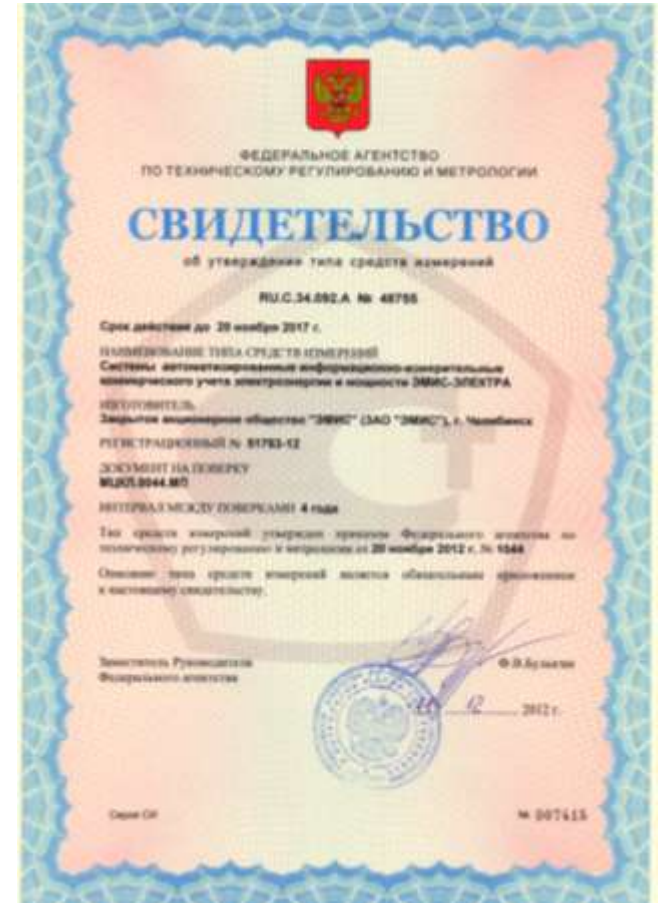 ФЕДЕРАЛЬНОЕ АГЕНТСТВО
ПО ТЕХНИЧЕСКОМУ РЕГУЛИРОВАНИЮ И МЕТРОЛОГИИ
СВИДЕТЕЛЬСТВО
об утверждении типа средств измерений
RU.C.34.092.A № 48755
Срок действия до 20 ноября 2017 г.
НАИМЕНОВАНИЕ ТИПА СРЕДСТВ ИЗМЕРЕНИЙ
Системы автоматизированные информационно-измерительные
коммерческого учета электроэнергии и мощности ЭМИС-ЭЛЕКТРА
ИЗГОТОВИТЕЛЬ
Закрытое акционерное общество "ЭМИС" (ЗАО "ЭМИС"), г. Челябинск
РЕГИСТРАЦИОННЫЙ № 51703-12
ДОКУМЕНТ НА ПОВЕРКУ
МЦКЛ.0044.МП
ИНТЕРВАЛ МЕЖДУ ПОВЕРКАМИ 4 года
Тип средств измерений утвержден приказом Федерального агентства по
техническому регулированию и метрологии от 20 ноября 2012 г. № 1044
Описание типа средств измерений является обязательным приложением
к настоящему свидетельству.
Заместитель Руководителя
Федерального агентства
Ф.В.Булыгин
12 2012 г.
Серия СИ
№ 007415